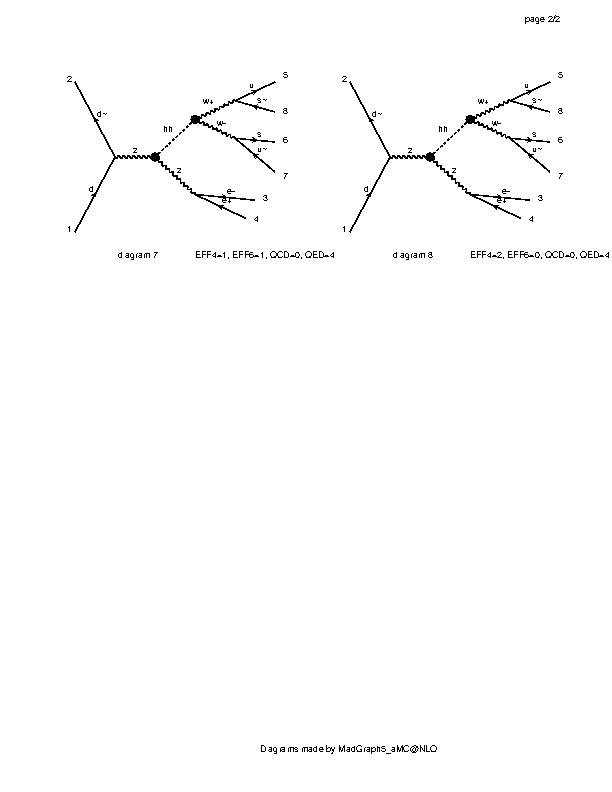 page 2/2
2 5 2 5
u u
d~ w+ s~ d~ w+ s~
8 8
hh w- hh w-
s s
6 6
z u~ z u~
z 7 z 7
d e- d e-
e+ 3 e+ 3
4 4
1 1
diagram 7 EFF4=1, EFF6=1, QCD=0, QED=4 diagram 8 EFF4=2, EFF6=0, QCD=0, QED=4
Diagrams made by MadGraph5_aMC@NLO